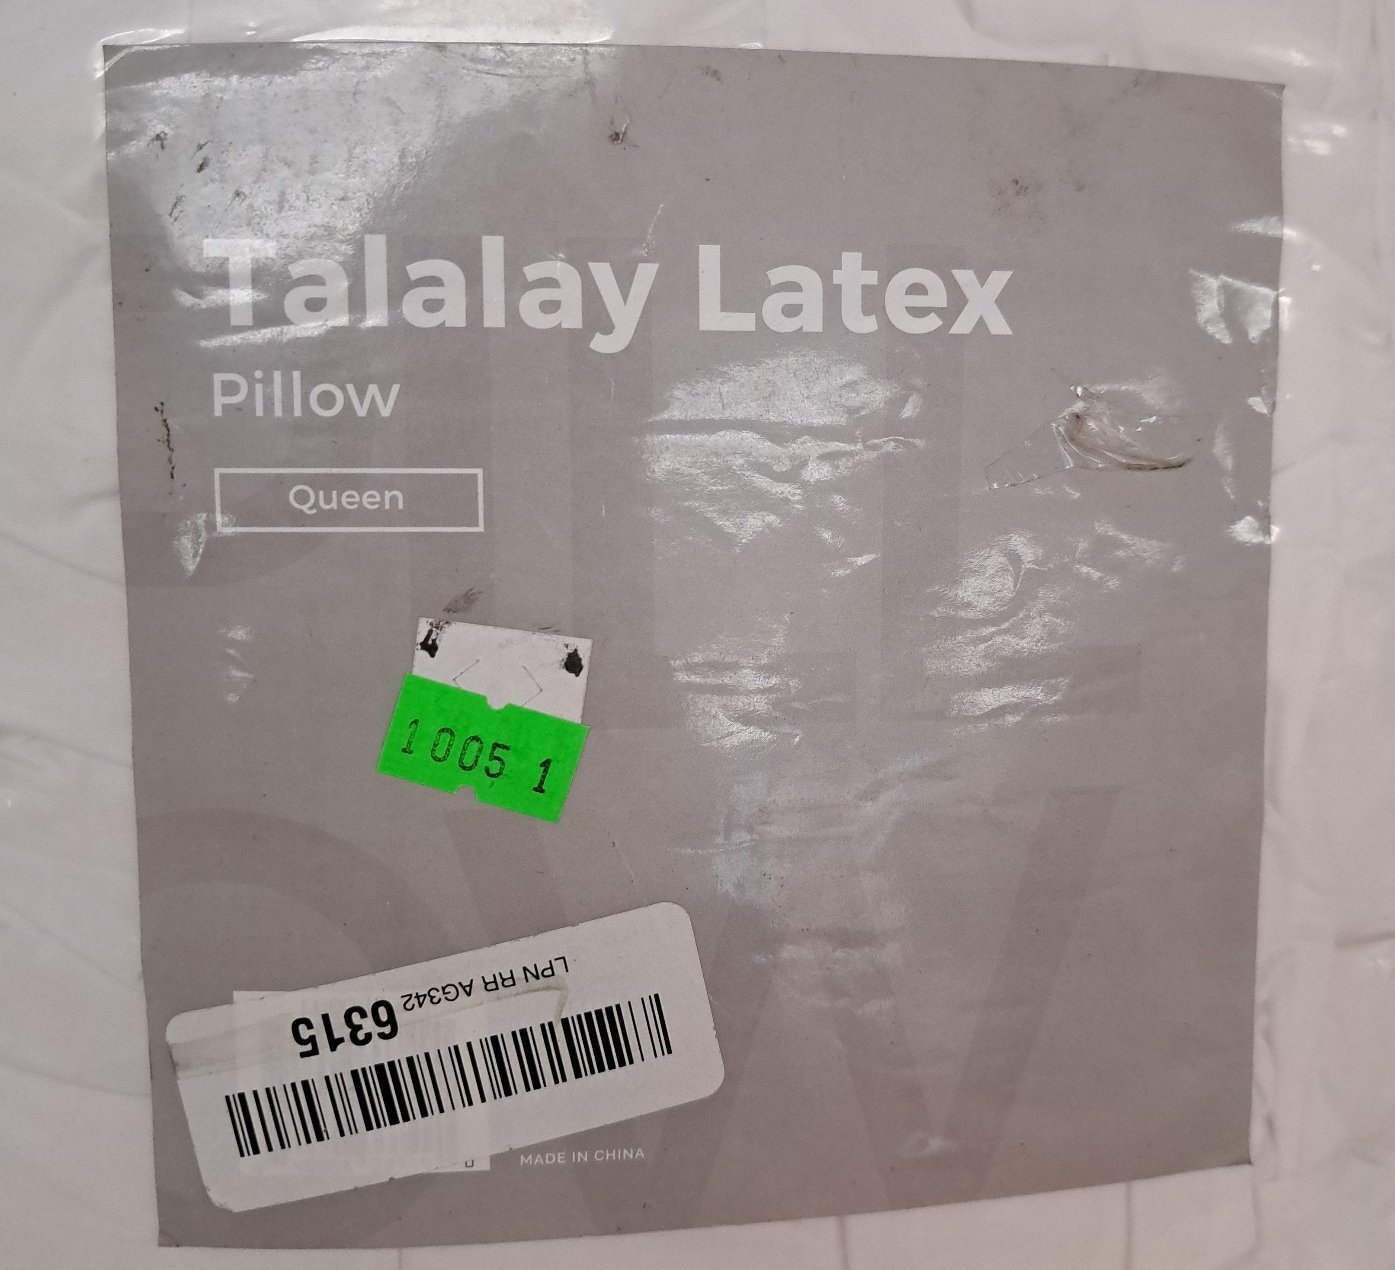 Talalay Latex
Pillow
Queen
1005 1
LPN RR AG342 6315
MADE IN CHINA